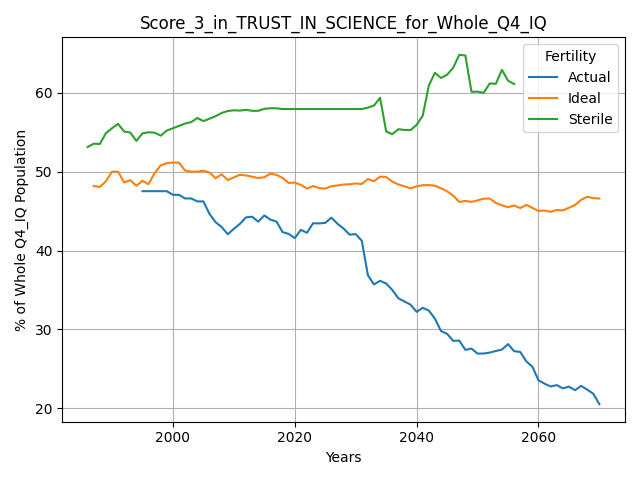 Score_3_in_TRUST_IN_SCIENCE_for_Whole_Q4_IQ
Fertility
Actual
Ideal
Sterile
% of Whole Q4_IQ Population
60
50
40
30
20
2000
2020
2040
2060
Years